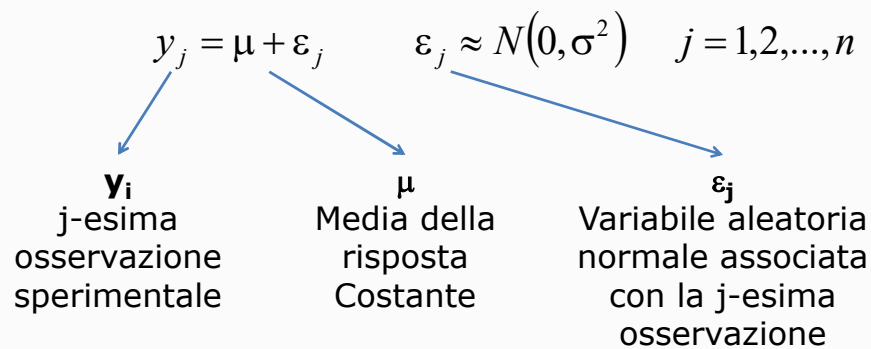 y_j = μ + ε_j     ε_j ≈ N(0,σ²)     j = 1,2,...,n
y_i
j-esima
osservazione
sperimentale
μ
Media della
risposta
Costante
ε_j
Variabile aleatoria
normale associata
con la j-esima
osservazione